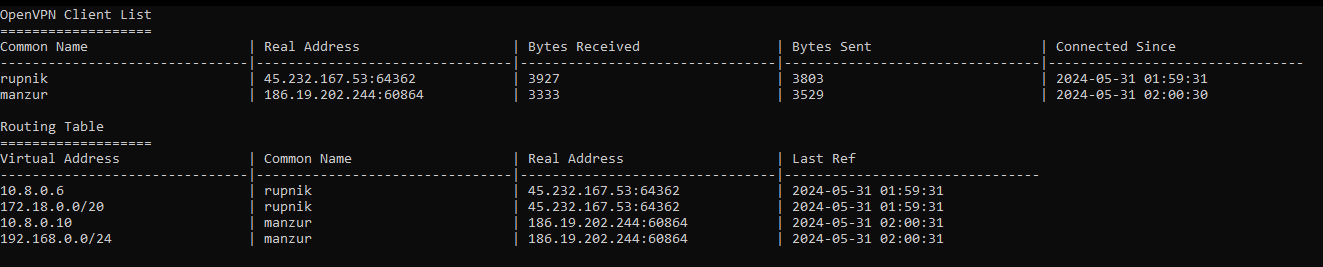 OpenVPN Client List
===================
Common Name                    | Real Address                   | Bytes Received                 | Bytes Sent                     | Connected Since
-------------------------------|--------------------------------|--------------------------------|--------------------------------|--------------------------------
rupnik                         | 45.232.167.53:64362            | 3927                           | 3803                           | 2024-05-31 01:59:31
manzur                         | 186.19.202.244:60864           | 3333                           | 3529                           | 2024-05-31 02:00:30
Routing Table
===================
Virtual Address                | Common Name                    | Real Address                   | Last Ref
-------------------------------|--------------------------------|--------------------------------|--------------------------------
10.8.0.6                       | rupnik                         | 45.232.167.53:64362            | 2024-05-31 01:59:31
172.18.0.0/20                  | rupnik                         | 45.232.167.53:64362            | 2024-05-31 01:59:31
10.8.0.10                      | manzur                         | 186.19.202.244:60864           | 2024-05-31 02:00:31
192.168.0.0/24                 | manzur                         | 186.19.202.244:60864           | 2024-05-31 02:00:31